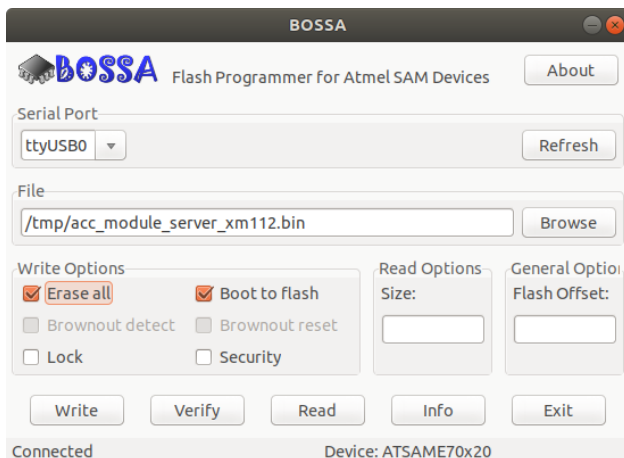 BOSSA
BOSSA Flash Programmer for Atmel SAM Devices About
Serial Port
ttyUSB0 Refresh
File
/tmp/acc_module_server_xm112.bin Browse
Write Options Read Options General Optio
Erase all Boot to flash Size: Flash Offset:
Brownout detect Brownout reset
Lock Security
Write Verify Read Info Exit
Connected Device: ATSAME70x20